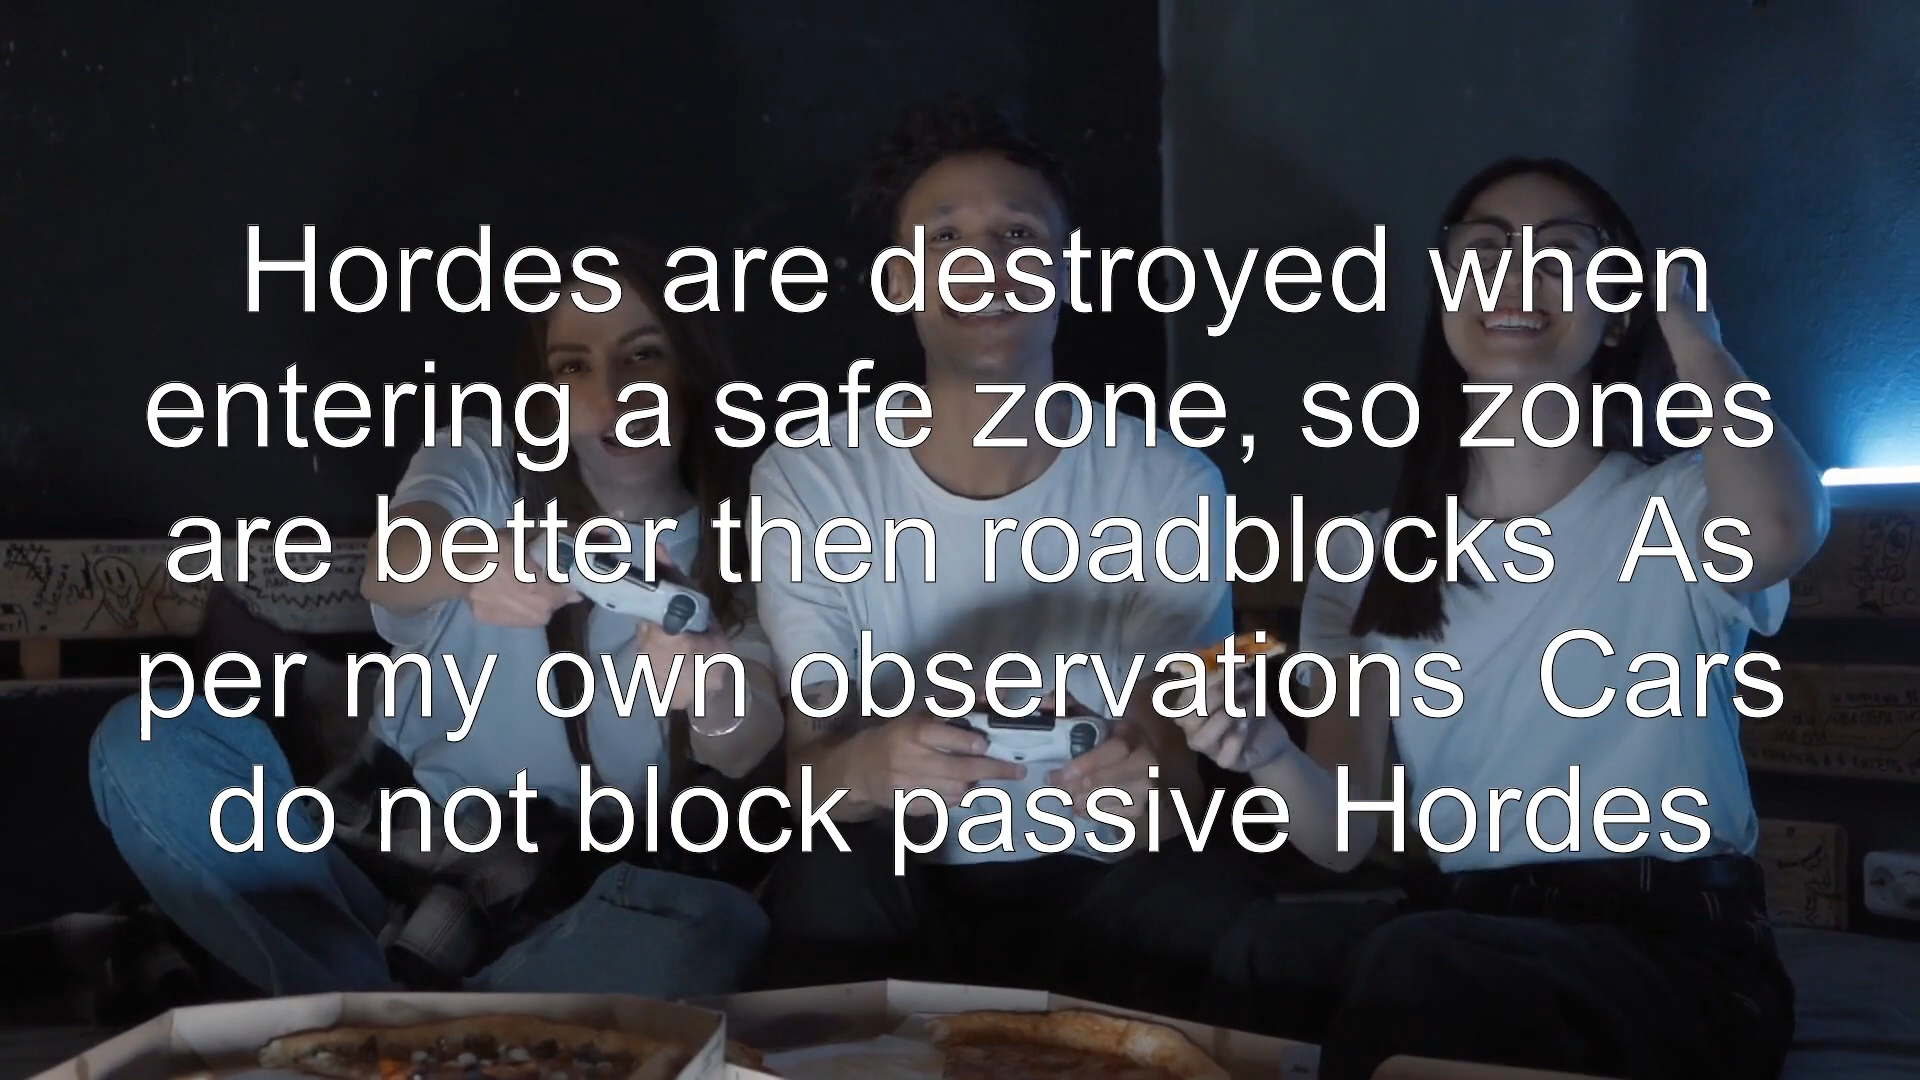 Hordes are destroyed when
entering a safe zone, so zones
are better then roadblocks  As
per my own observations  Cars
do not block passive Hordes